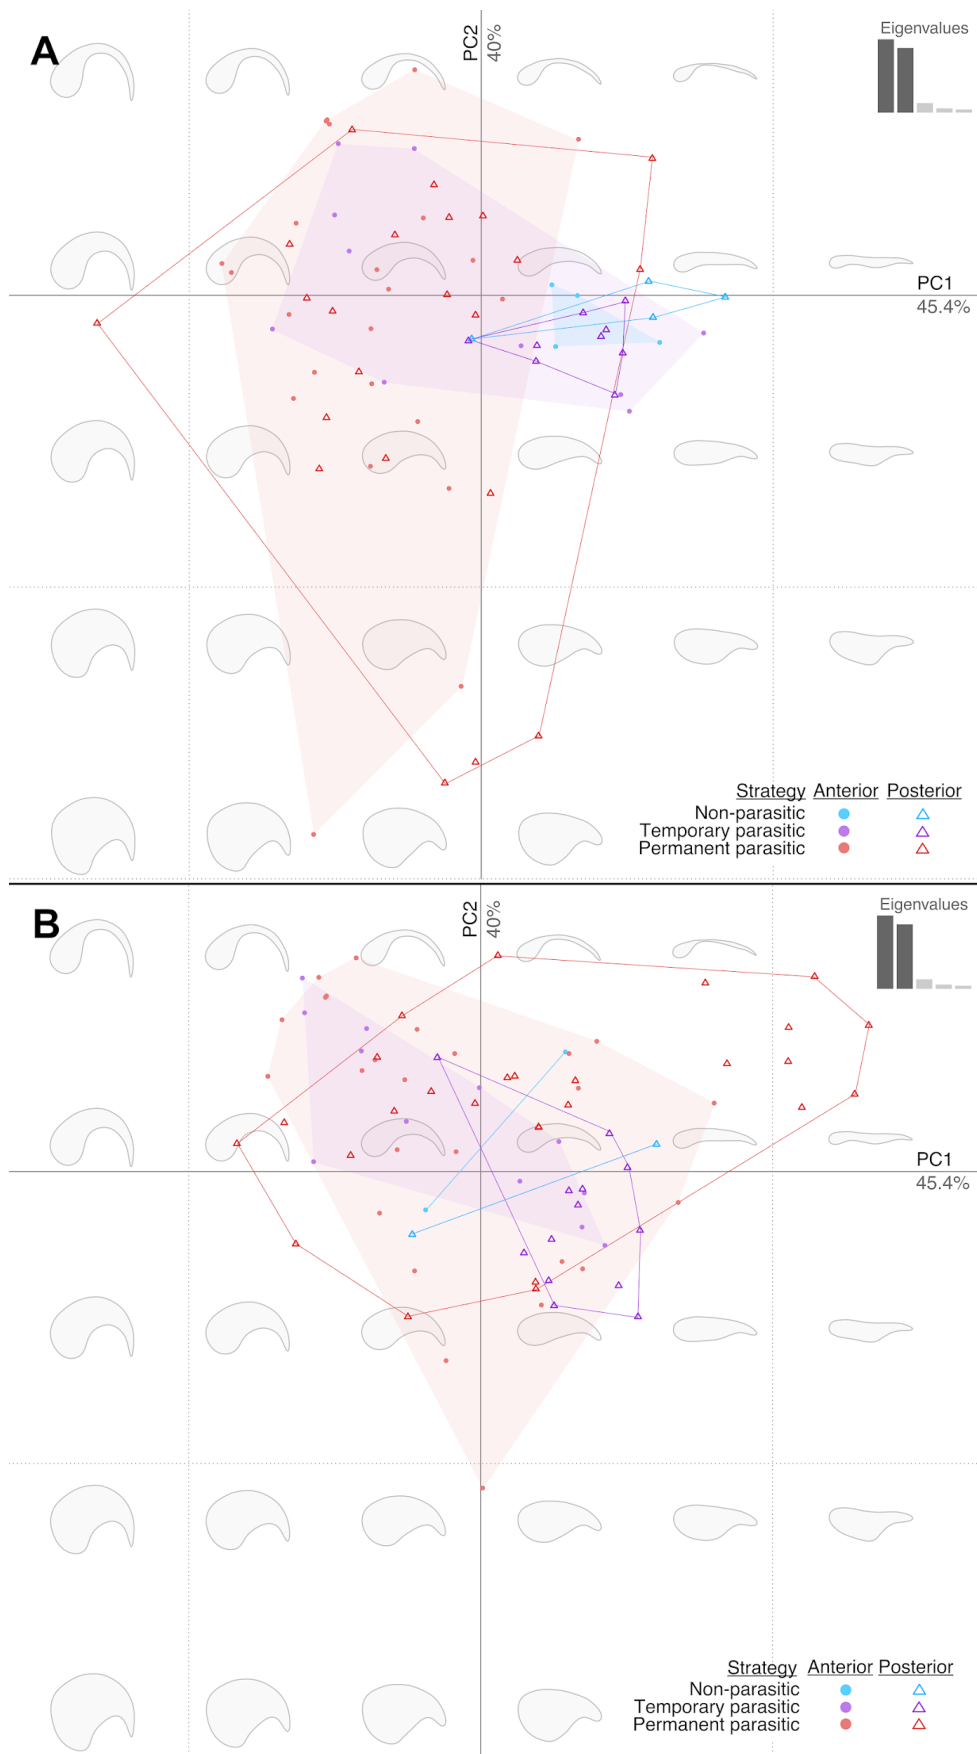 A
PC2
40%
Eigenvalues
PC1
45.4%
Strategy Anterior Posterior
Non-parasitic
Temporary parasitic
Permanent parasitic
B
PC2
40%
Eigenvalues
PC1
45.4%
Strategy Anterior Posterior
Non-parasitic
Temporary parasitic
Permanent parasitic